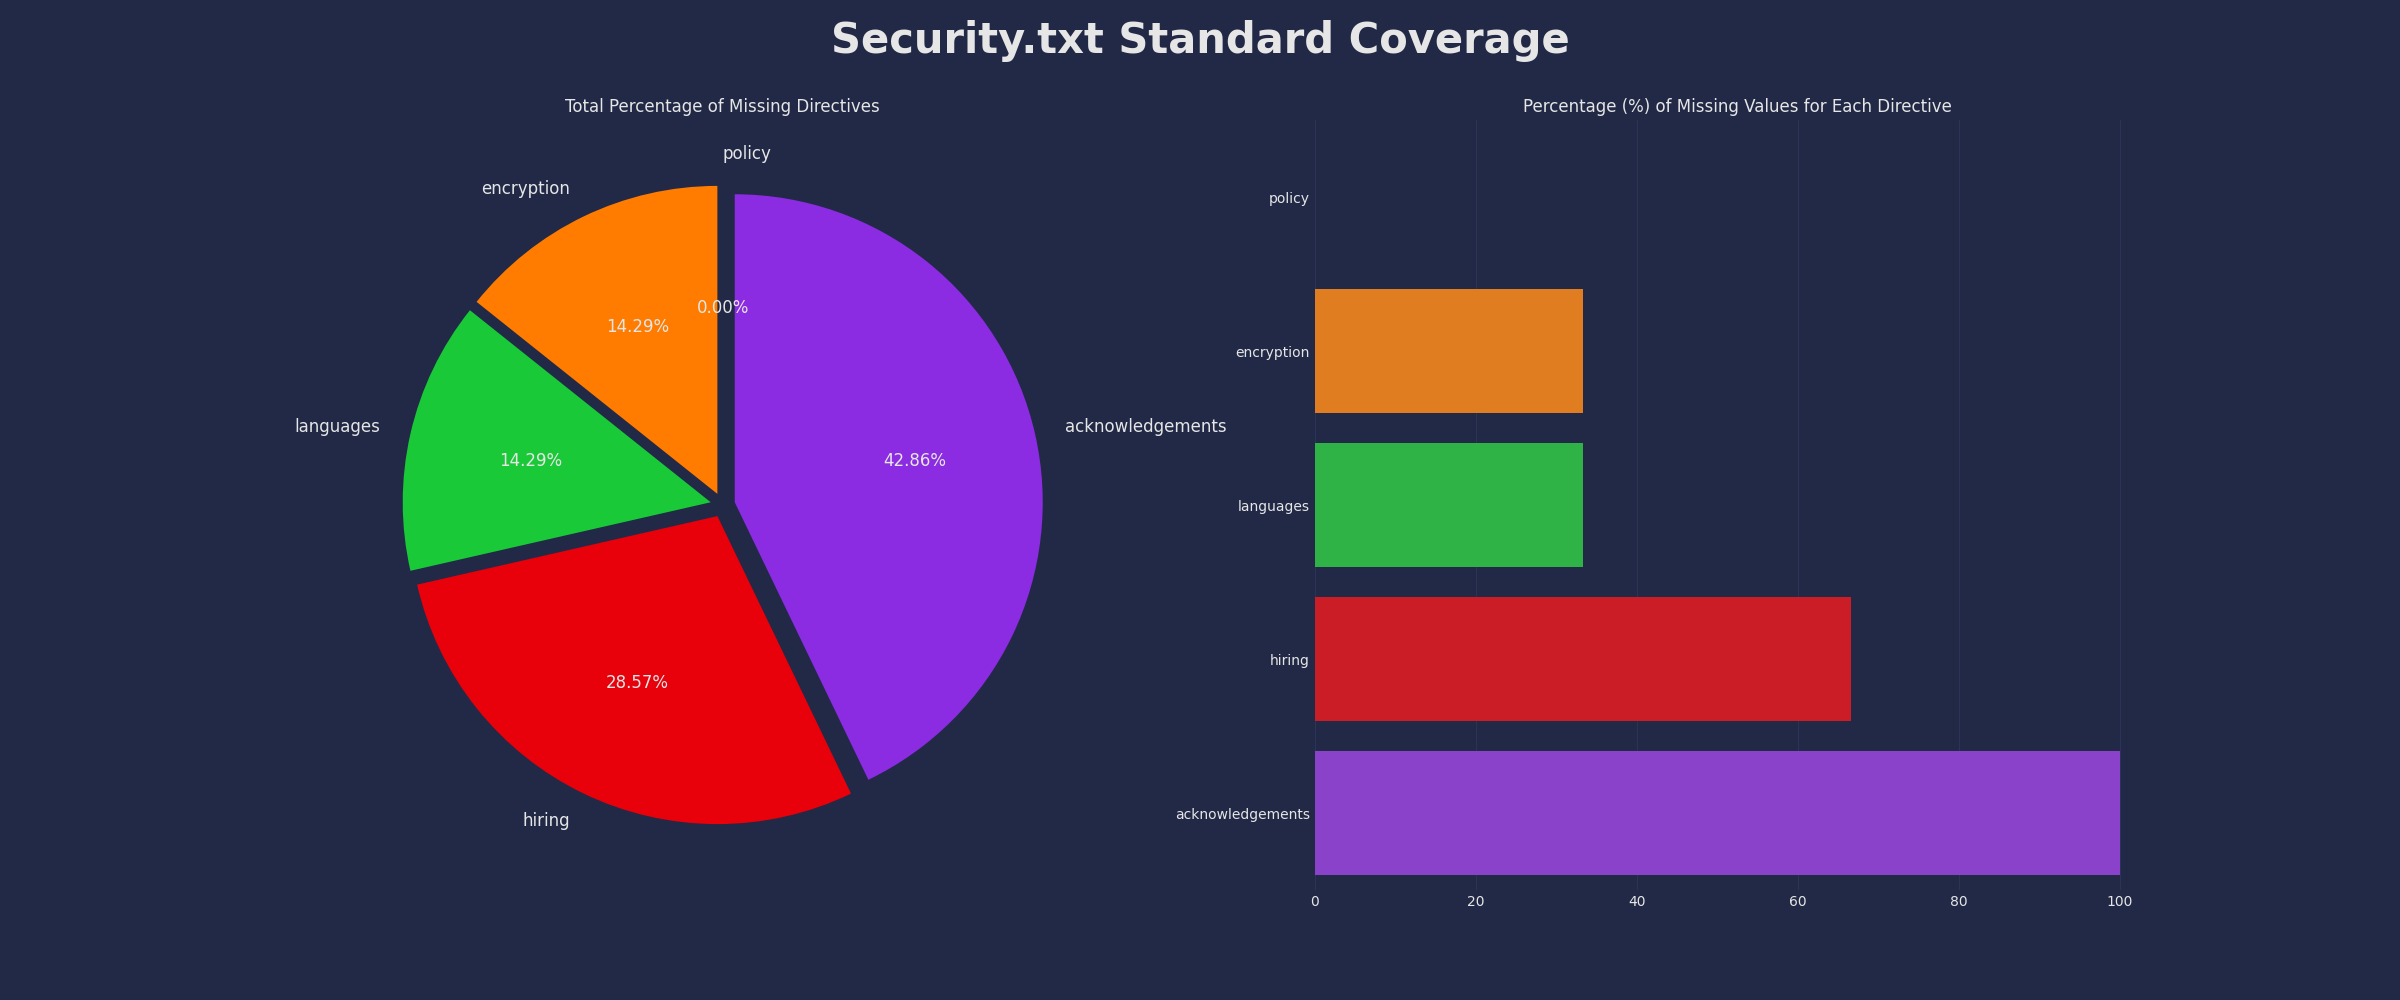 Security.txt Standard Coverage
Total Percentage of Missing Directives
policy
encryption
0.00%
14.29%
languages
acknowledgements
14.29%
42.86%
28.57%
hiring
Percentage (%) of Missing Values for Each Directive
policy
encryption
languages
hiring
acknowledgements
0 20 40 60 80 100